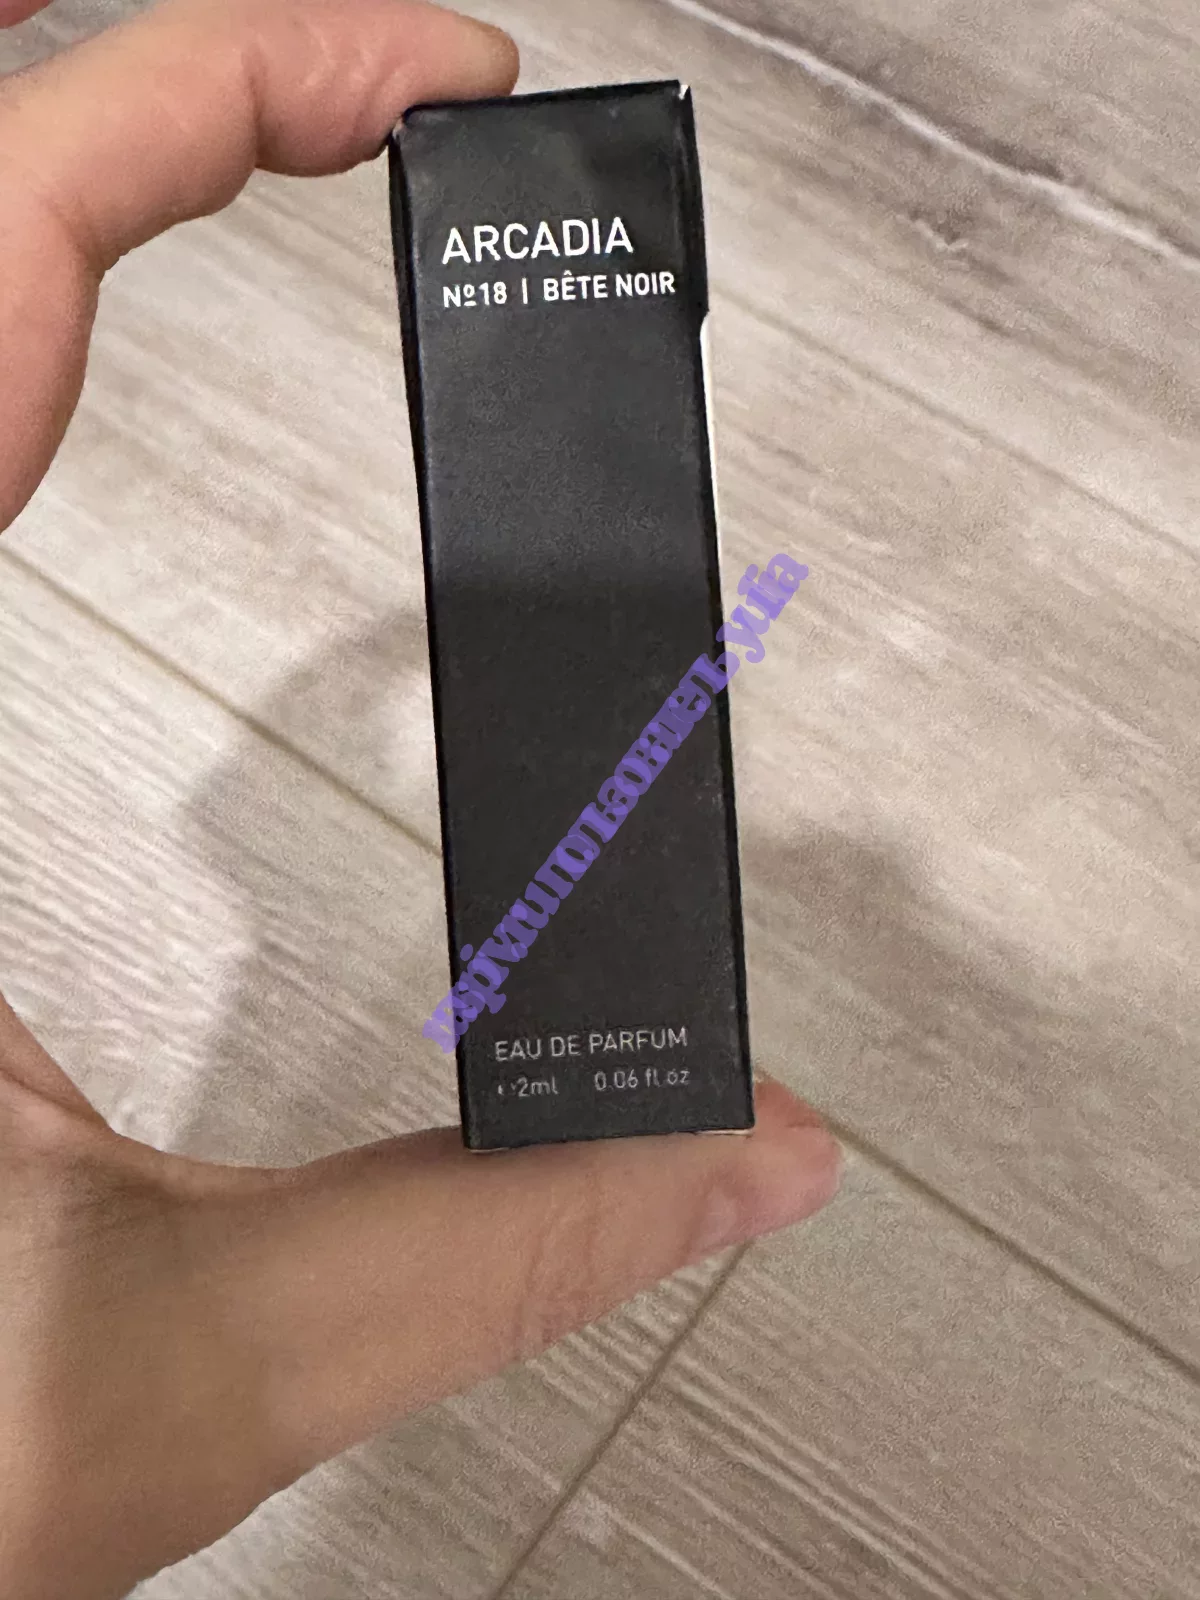 ARCADIA
Nº18 | BÊTE NOIR
EAU DE PARFUM
2ml 0.06 fl oz